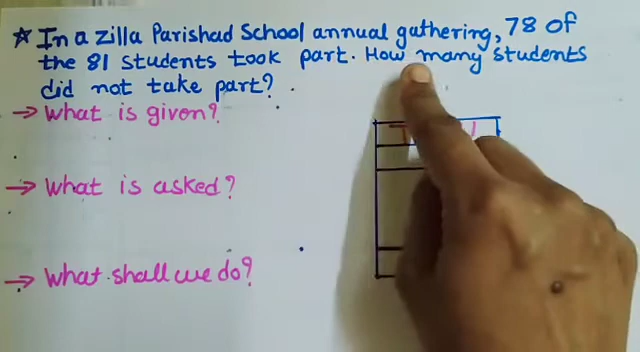 ☆ In a zilla Parishad School annual gathering, 78 of
the 81 students took part. How many students
did not take part?
→ What is given?
T U
→ What is asked?
→ What shall we do?